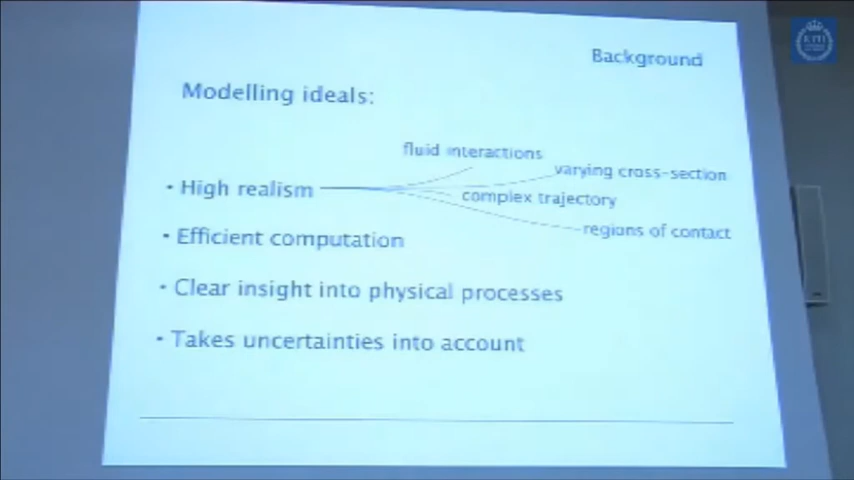 Background
Modelling ideals:
fluid interactions
varying cross-section
• High realism
complex trajectory
regions of contact
• Efficient computation
• Clear insight into physical processes
• Takes uncertainties into account
KTH